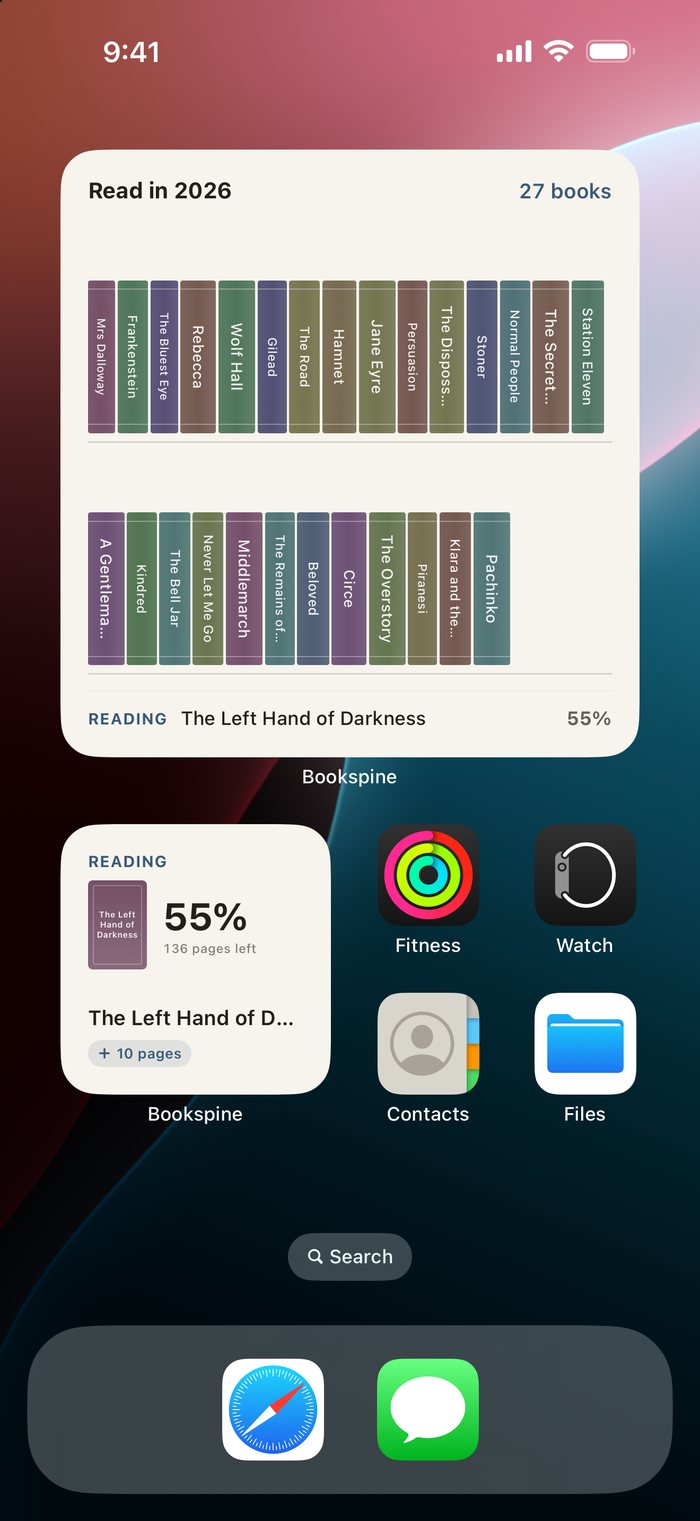 9:41
Read in 2026
27 books
Mrs Dalloway
Frankenstein
The Bluest Eye
Rebecca
Wolf Hall
Gilead
The Road
Hamnet
Jane Eyre
Persuasion
The Disposs...
Stoner
Normal People
The Secret...
Station Eleven
A Gentlema...
Kindred
The Bell Jar
Never Let Me Go
Middlemarch
The Remains of...
Beloved
Circe
The Overstory
Piranesi
Klara and the...
Pachinko
READING The Left Hand of Darkness 55%
Bookspine
READING
The Left
Hand of
Darkness
55%
136 pages left
The Left Hand of D...
+ 10 pages
Bookspine
Fitness
Watch
Contacts
Files
Search